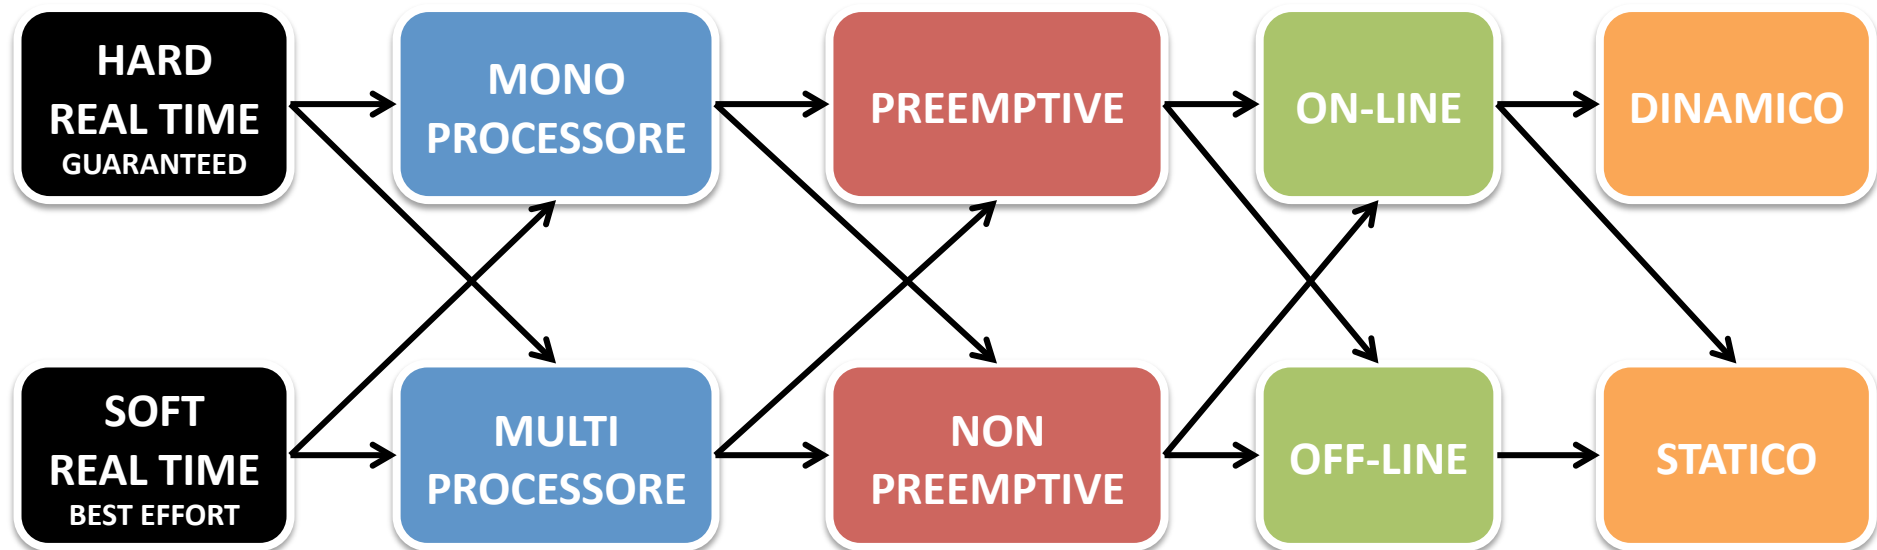 HARD
REAL TIME
GUARANTEED
MONO
PROCESSORE
PREEMPTIVE
ON-LINE
DINAMICO
SOFT
REAL TIME
BEST EFFORT
MULTI
PROCESSORE
NON
PREEMPTIVE
OFF-LINE
STATICO